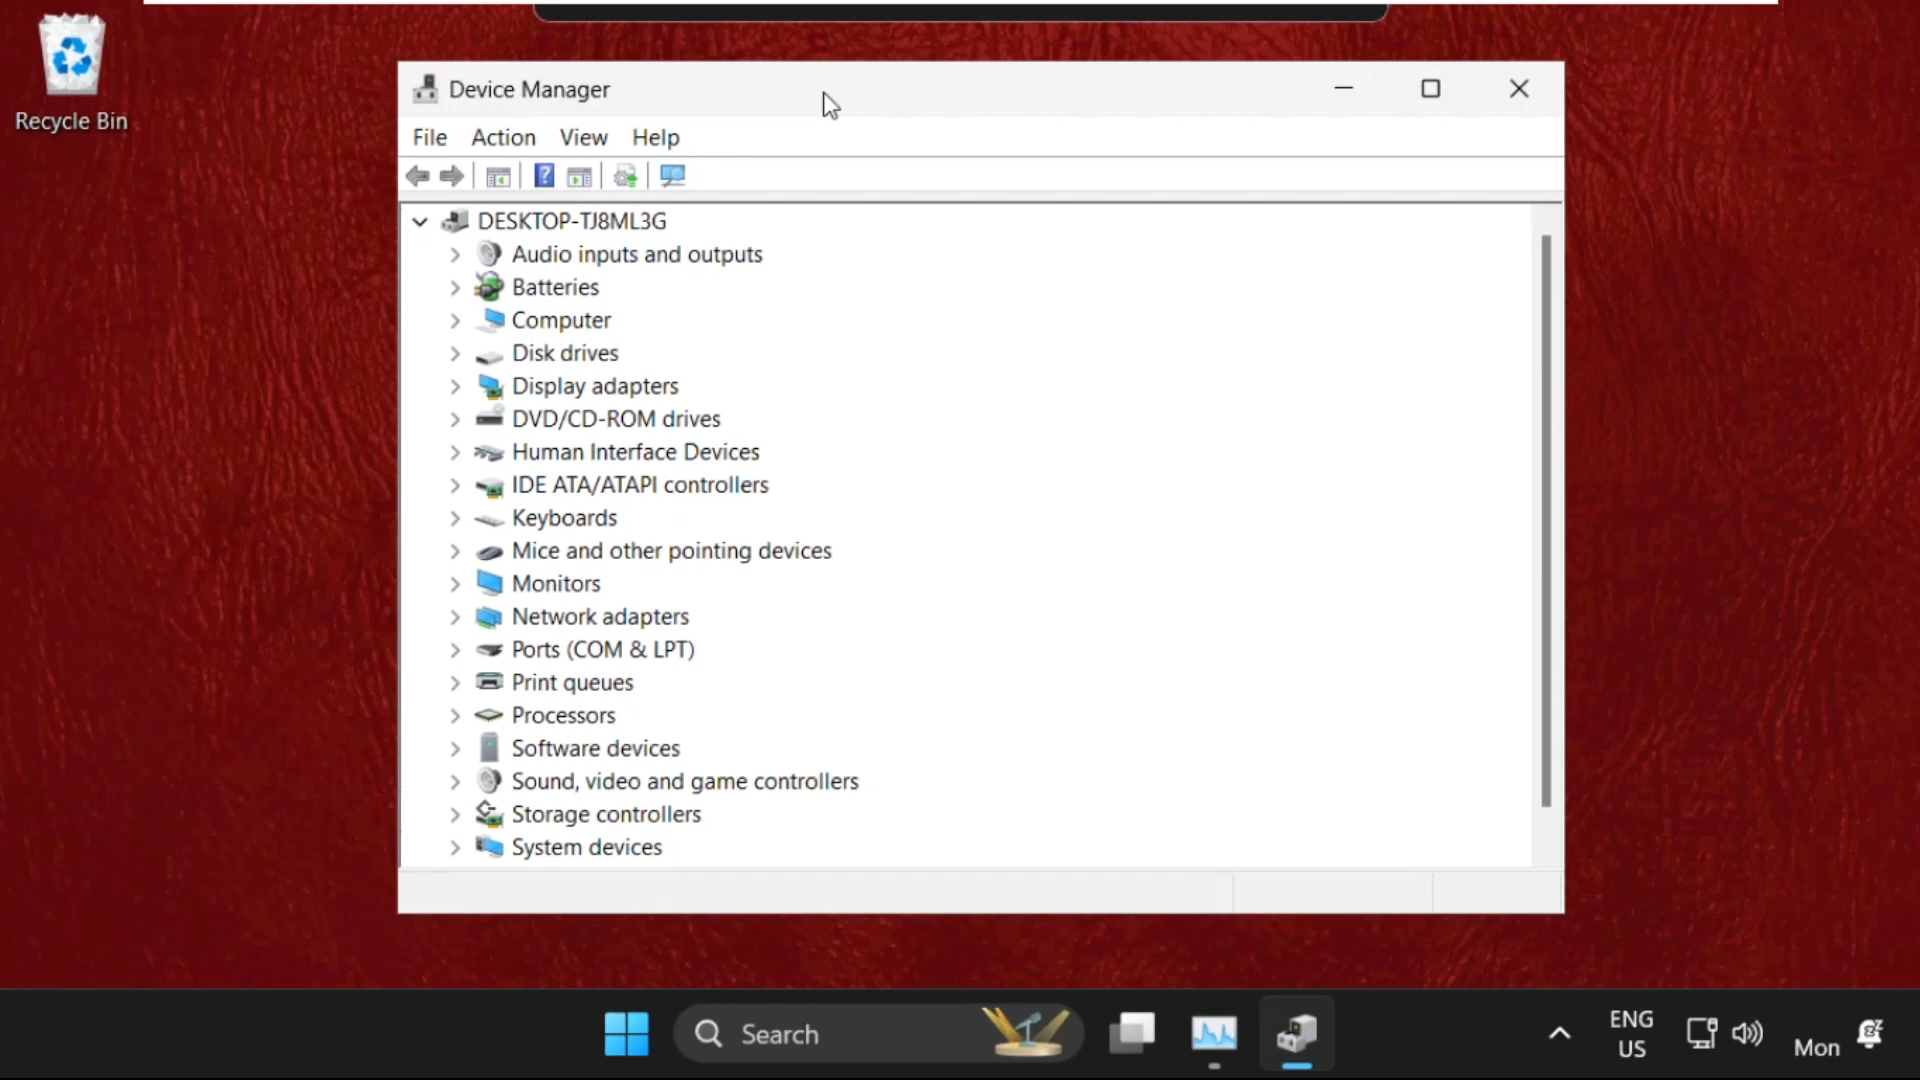 Recycle Bin
Device Manager
File Action View Help
DESKTOP-TJ8ML3G
Audio inputs and outputs
Batteries
Computer
Disk drives
Display adapters
DVD/CD-ROM drives
Human Interface Devices
IDE ATA/ATAPI controllers
Keyboards
Mice and other pointing devices
Monitors
Network adapters
Ports (COM & LPT)
Print queues
Processors
Software devices
Sound, video and game controllers
Storage controllers
System devices
Search
ENG
US
Mon